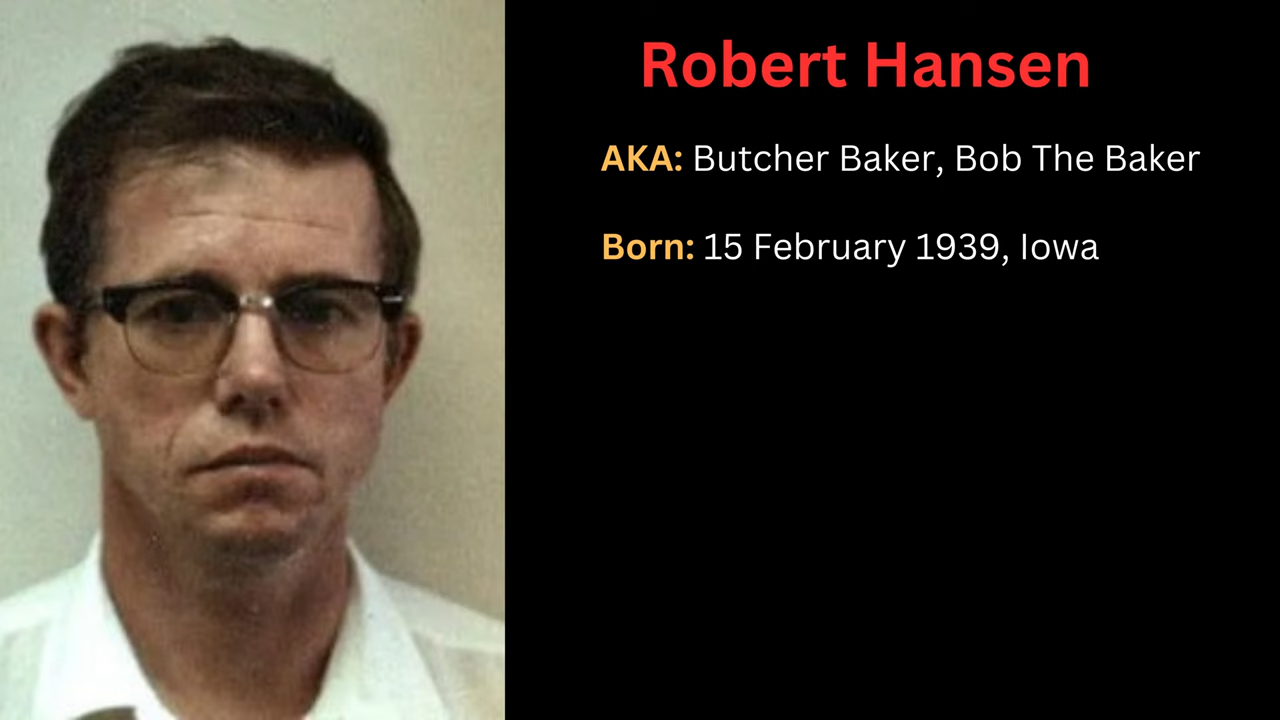 Robert Hansen
AKA: Butcher Baker, Bob The Baker
Born: 15 February 1939, Iowa